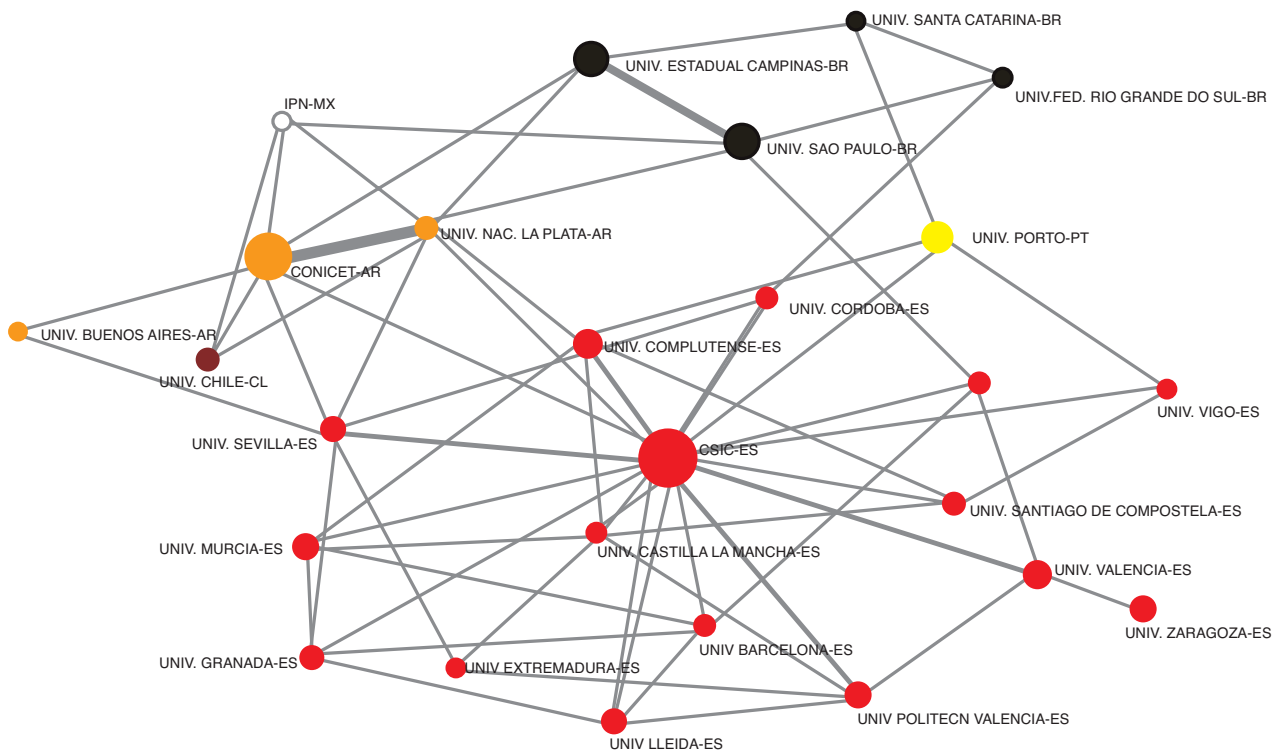 UNIV. SANTA CATARINA-BR
UNIV. ESTADUAL CAMPINAS-BR
UNIV.FED. RIO GRANDE DO SUL-BR
IPN-MX
UNIV. SAO PAULO-BR
UNIV. NAC. LA PLATA-AR
UNIV. PORTO-PT
CONICET-AR
UNIV. CORDOBA-ES
UNIV. BUENOS AIRES-AR
UNIV. COMPLUTENSE-ES
UNIV. CHILE-CL
UNIV. VIGO-ES
UNIV. SEVILLA-ES
CSIC-ES
UNIV. SANTIAGO DE COMPOSTELA-ES
UNIV. MURCIA-ES
UNIV. CASTILLA LA MANCHA-ES
UNIV. VALENCIA-ES
UNIV. ZARAGOZA-ES
UNIV BARCELONA-ES
UNIV. GRANADA-ES
UNIV EXTREMADURA-ES
UNIV POLITECN VALENCIA-ES
UNIV LLEIDA-ES